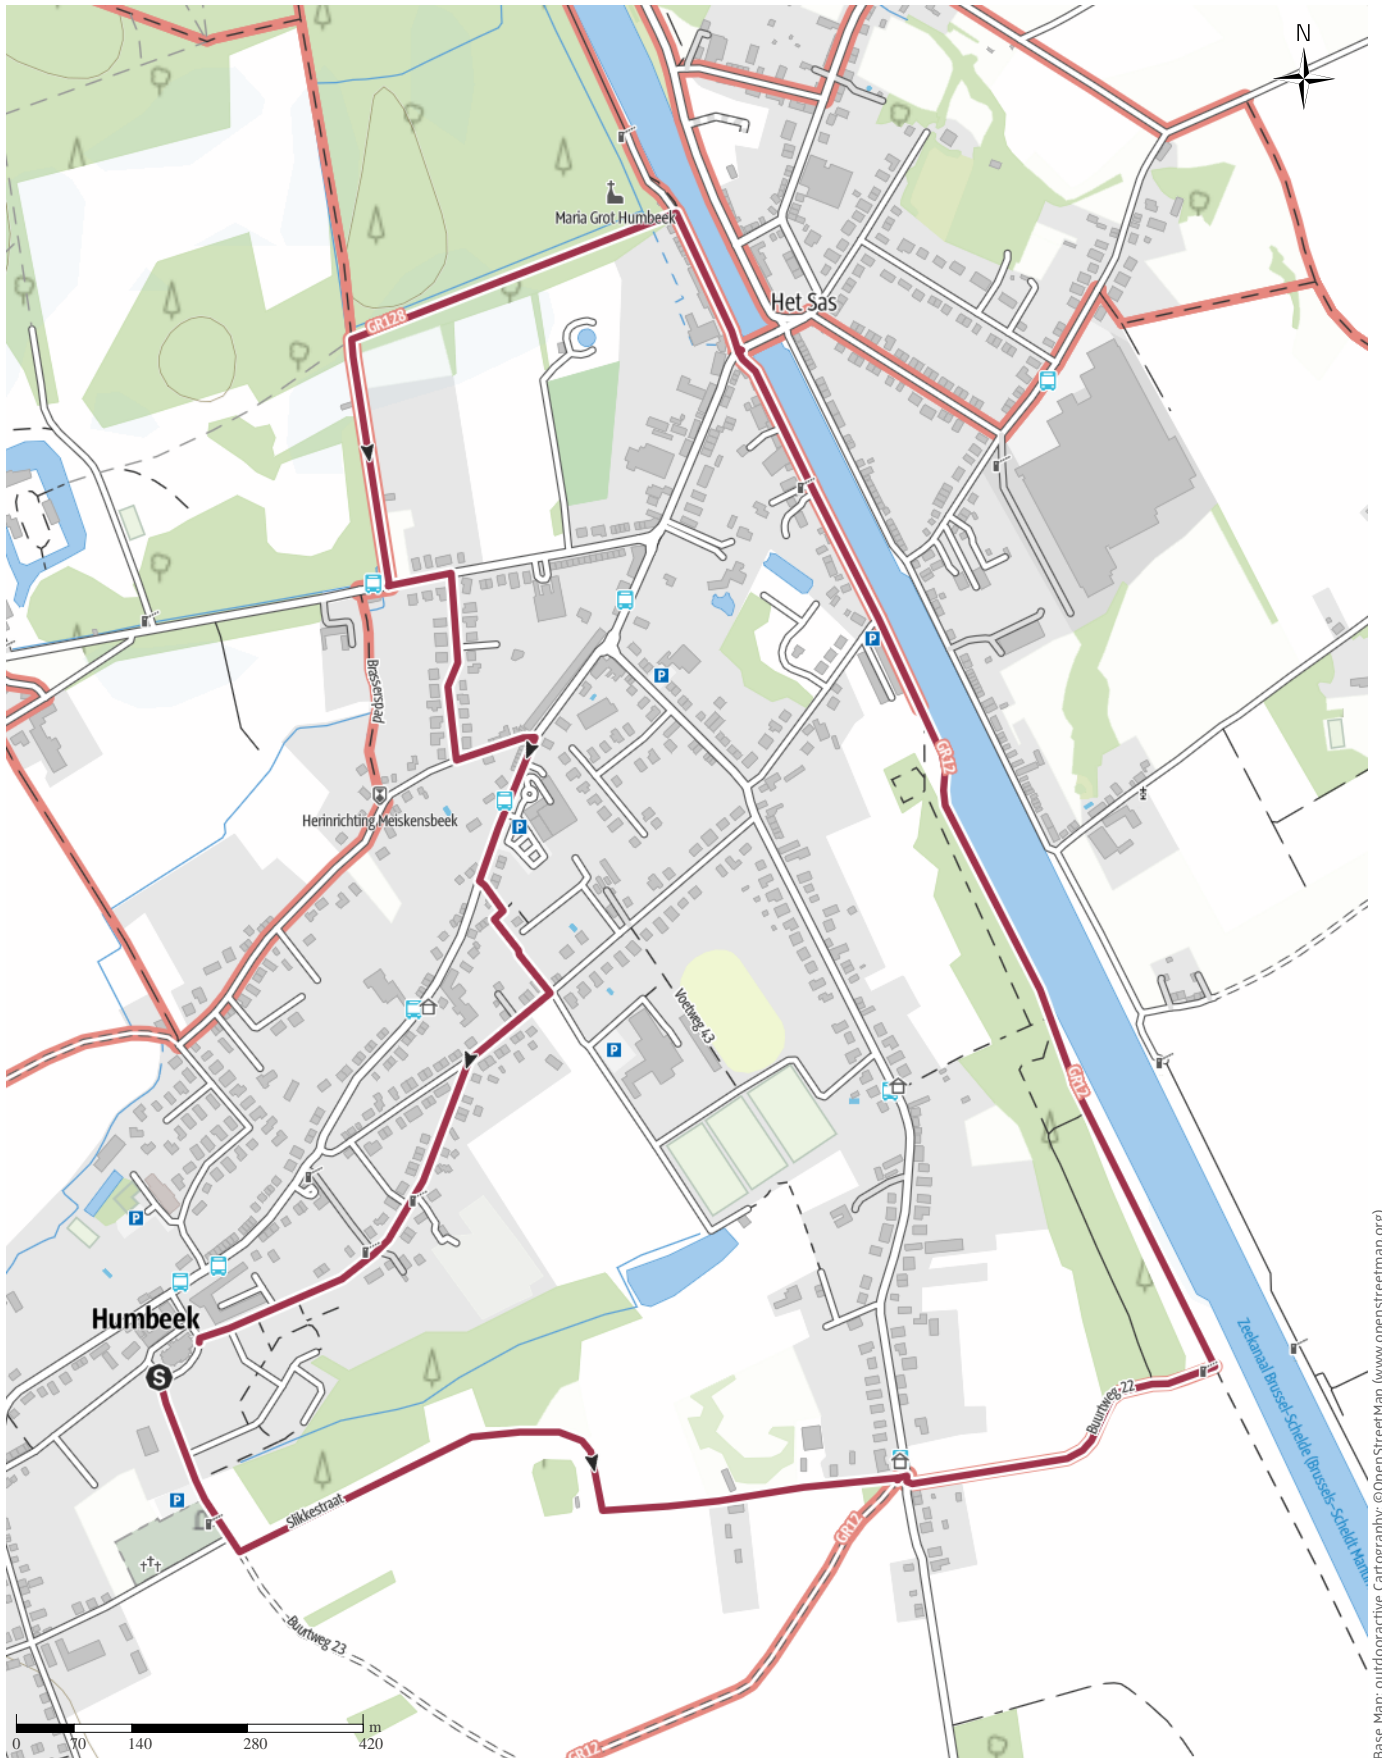 N
Maria Grot Humbeek
Het Sas
GR128
P
Brasserspad
P
GR12
Herinrichting Meiskensbeek
P
Voetweg 43
P
GR12
P
Humbeek
S
Zeekanaal Brussel-Schelde (Brussels-Scheldt Mariti
Buurtweg 22
P
Slikkestraat
GR12
Buurtweg 23
m
0 70 140 280 420
GR12
Base Map: outdooractive Cartography; ©OpenStreetMap (www.openstreetmap.org)